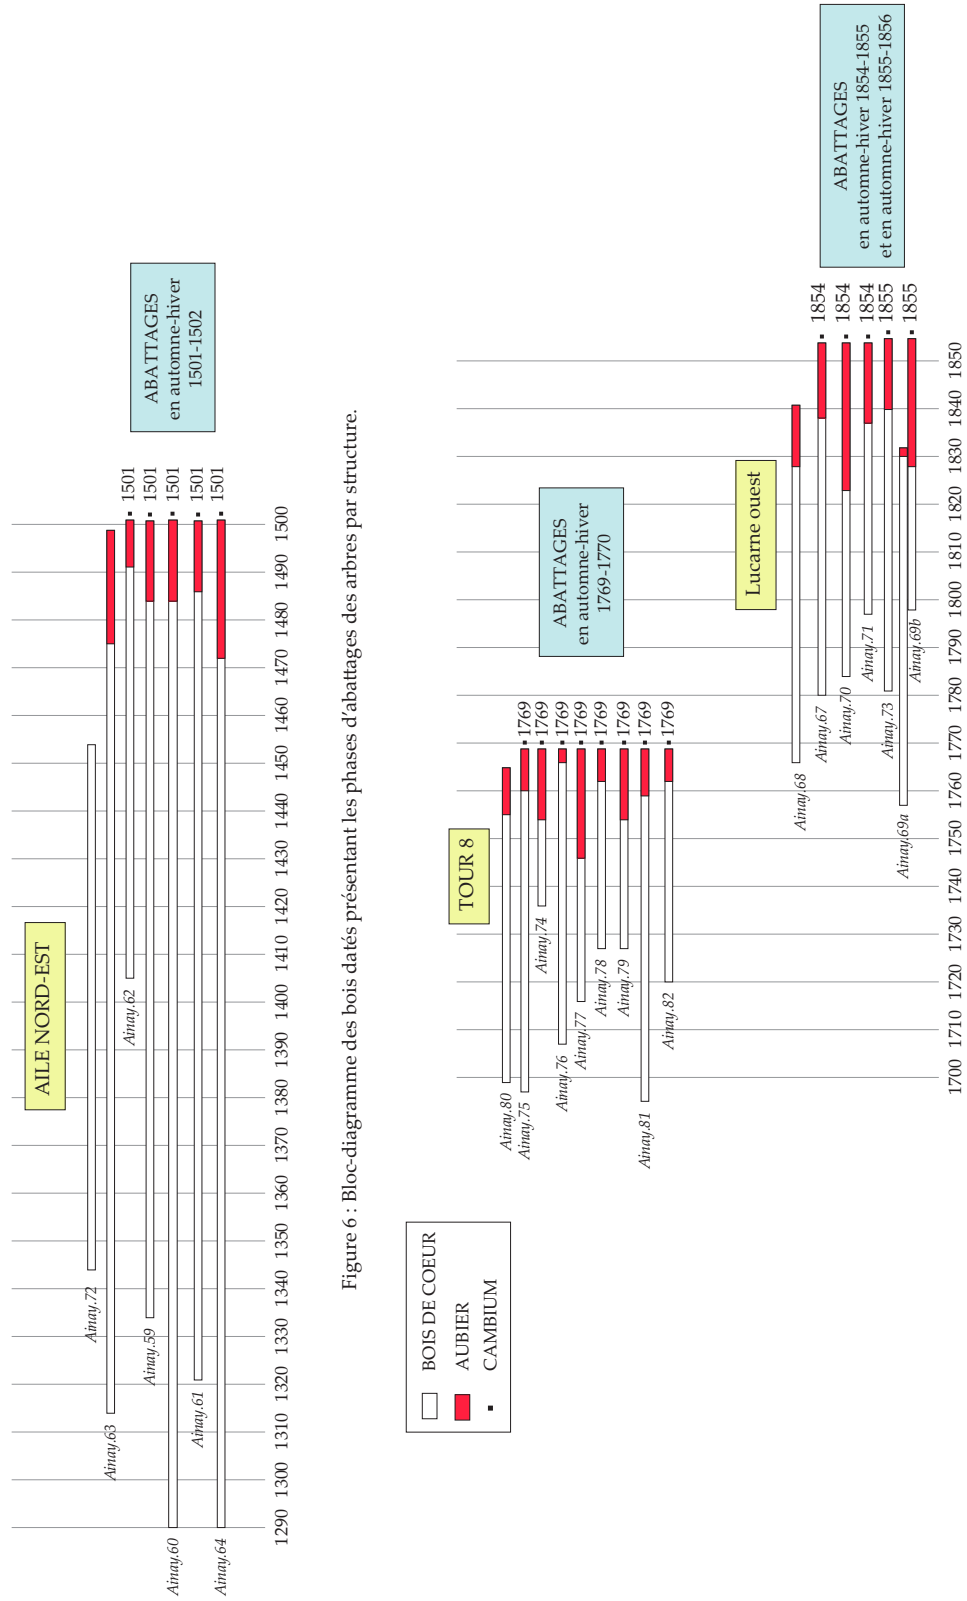 AILE NORD-EST
Ainay.72
Ainay.63
Ainay.62
1501
Ainay.59
1501
Ainay.60
1501
Ainay.61
1501
Ainay.64
1501
ABATTAGES
en automne-hiver
1501-1502
1290 1300 1310 1320 1330 1340 1350 1360 1370 1380 1390 1400 1410 1420 1430 1440 1450 1460 1470 1480 1490 1500
Figure 6 : Bloc-diagramme des bois datés présentant les phases d'abattages des arbres par structure.
BOIS DE COEUR
AUBIER
CAMBIUM
TOUR 8
Ainay.80
Ainay.75
1769
Ainay.74
1769
Ainay.76
1769
Ainay.77
1769
Ainay.78
1769
Ainay.79
1769
Ainay.81
1769
Ainay.82
1769
ABATTAGES
en automne-hiver
1769-1770
Lucarne ouest
Ainay.68
Ainay.67
1854
Ainay.70
1854
Ainay.71
1854
Ainay.73
1855
Ainay.69a
Ainay.69b
1855
ABATTAGES
en automne-hiver 1854-1855
et en automne-hiver 1855-1856
1700 1710 1720 1730 1740 1750 1760 1770 1780 1790 1800 1810 1820 1830 1840 1850